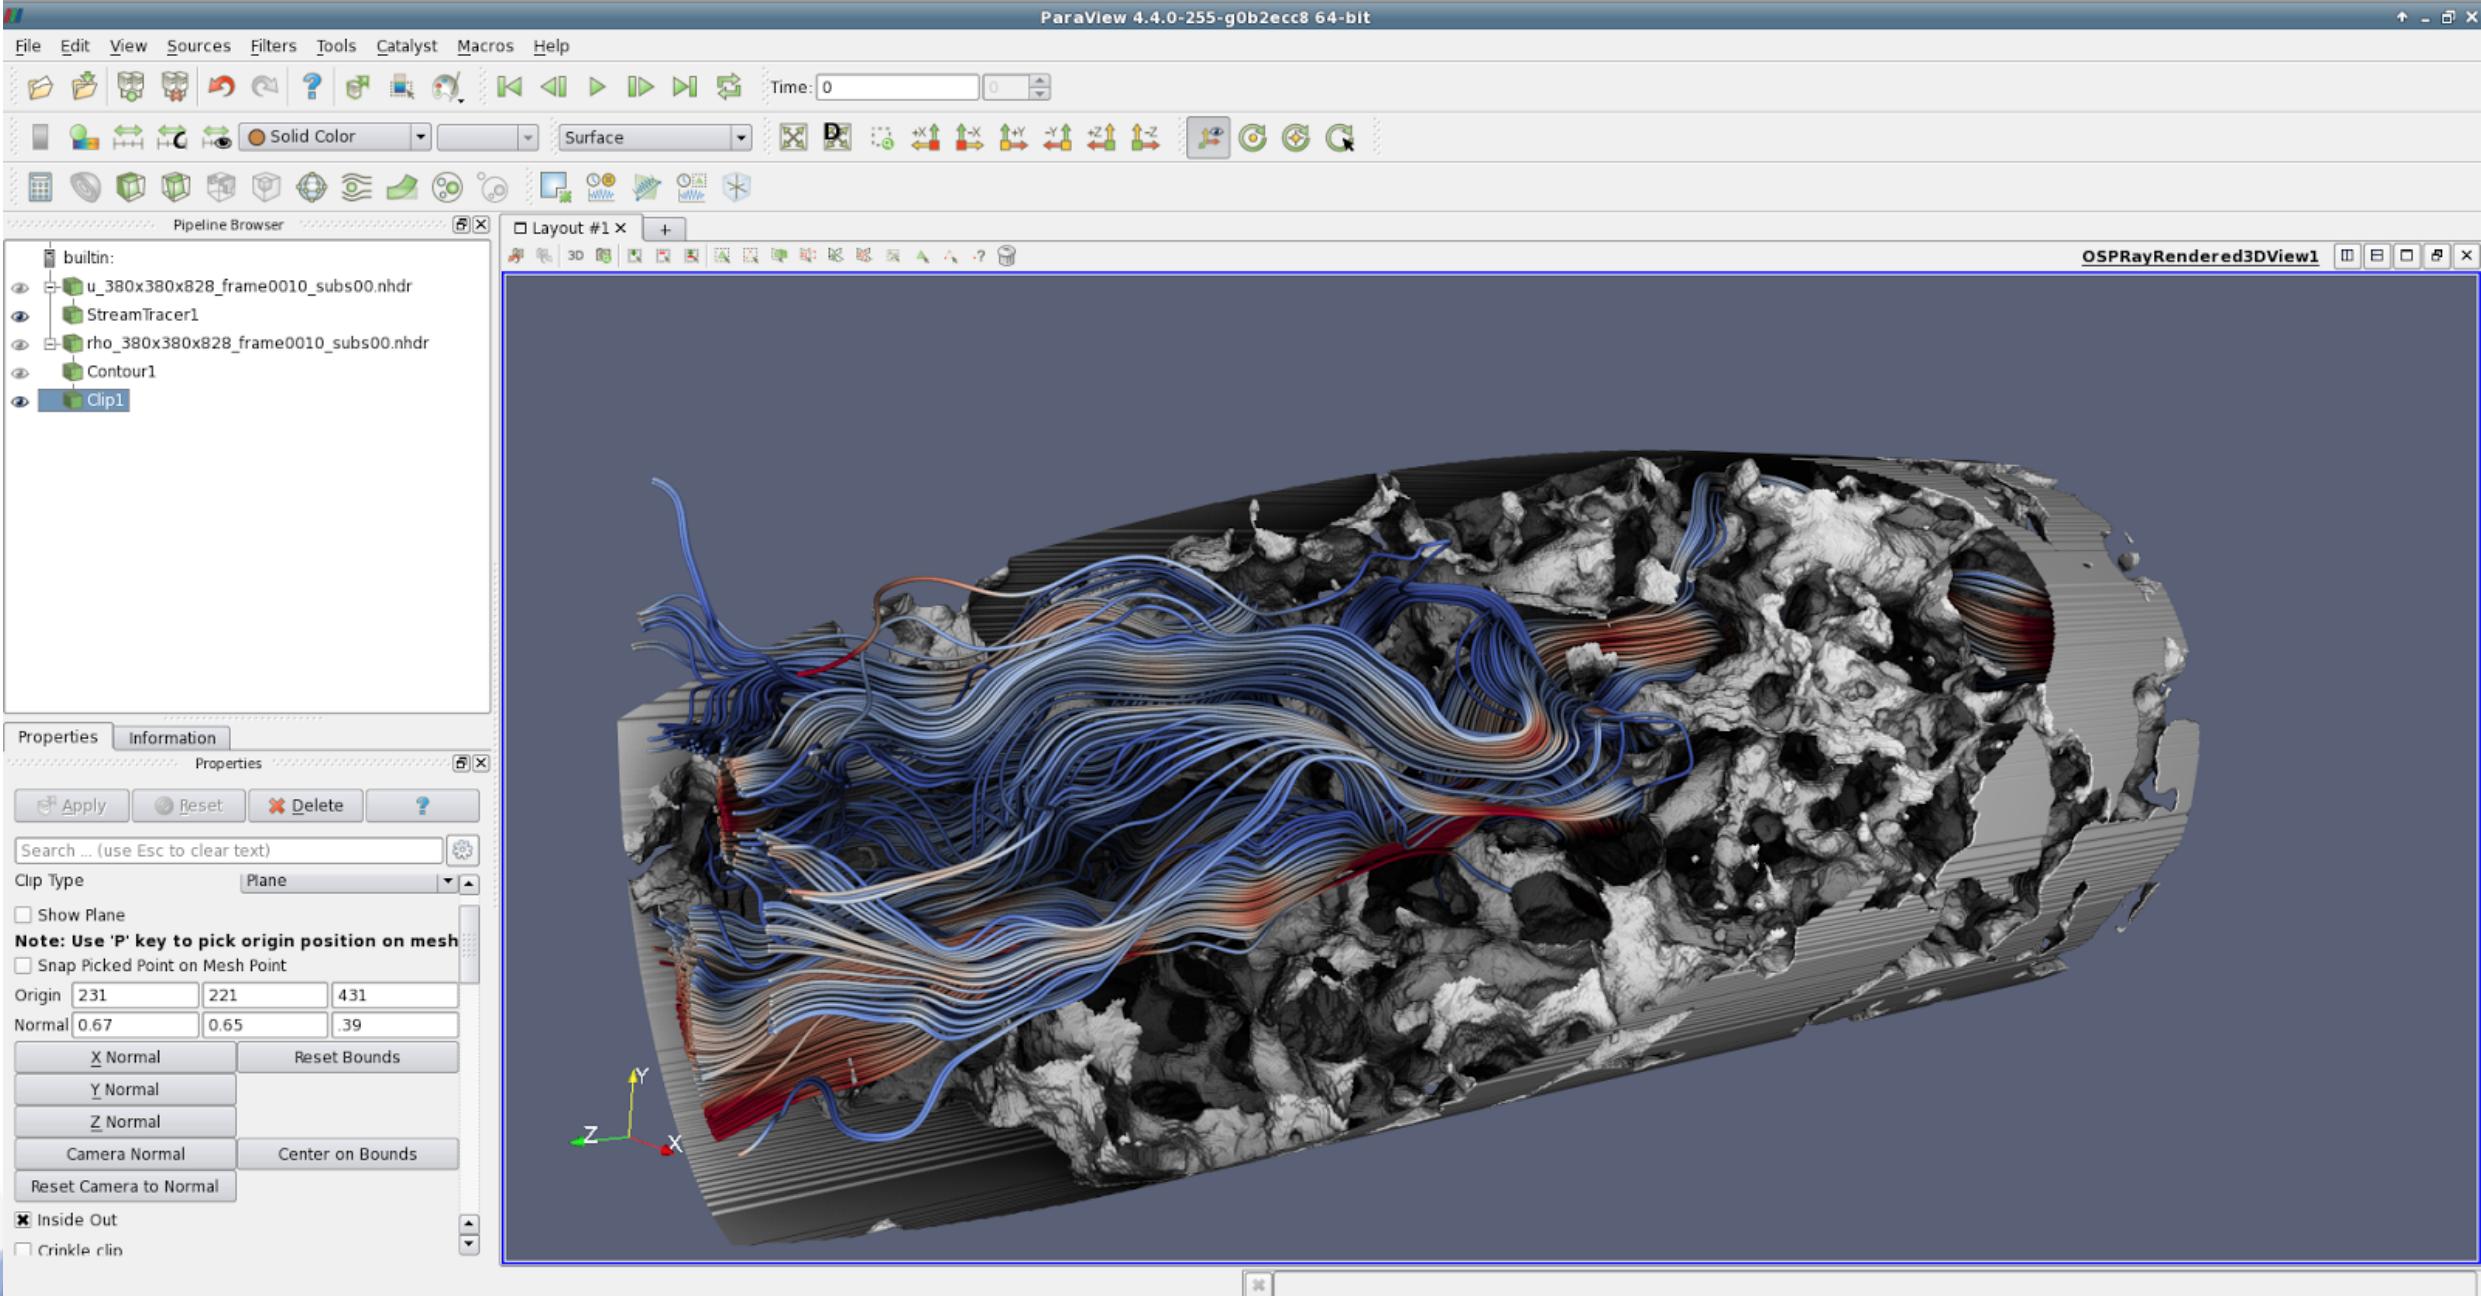 ParaView 4.4.0-255-g0b2ecc8 64-bit
File Edit View Sources Filters Tools Catalyst Macros Help
Time: 0 0
Solid Color Surface D +X -X +Y -Y +Z -Z
Pipeline Browser
Layout #1 +
builtin:
3D
OSPRayRendered3DView1
u_380x380x828_frame0010_subs00.nhdr
StreamTracer1
rho_380x380x828_frame0010_subs00.nhdr
Contour1
Clip1
Properties Information
Properties
Apply Reset Delete ?
Search ... (use Esc to clear text)
Clip Type Plane
Show Plane
Note: Use 'P' key to pick origin position on mesh
Snap Picked Point on Mesh Point
Origin 231 221 431
Normal 0.67 0.65 .39
X Normal Reset Bounds
Y Normal
Z Normal
Camera Normal Center on Bounds
Reset Camera to Normal
Inside Out
Crinkle clip
Y
Z
X